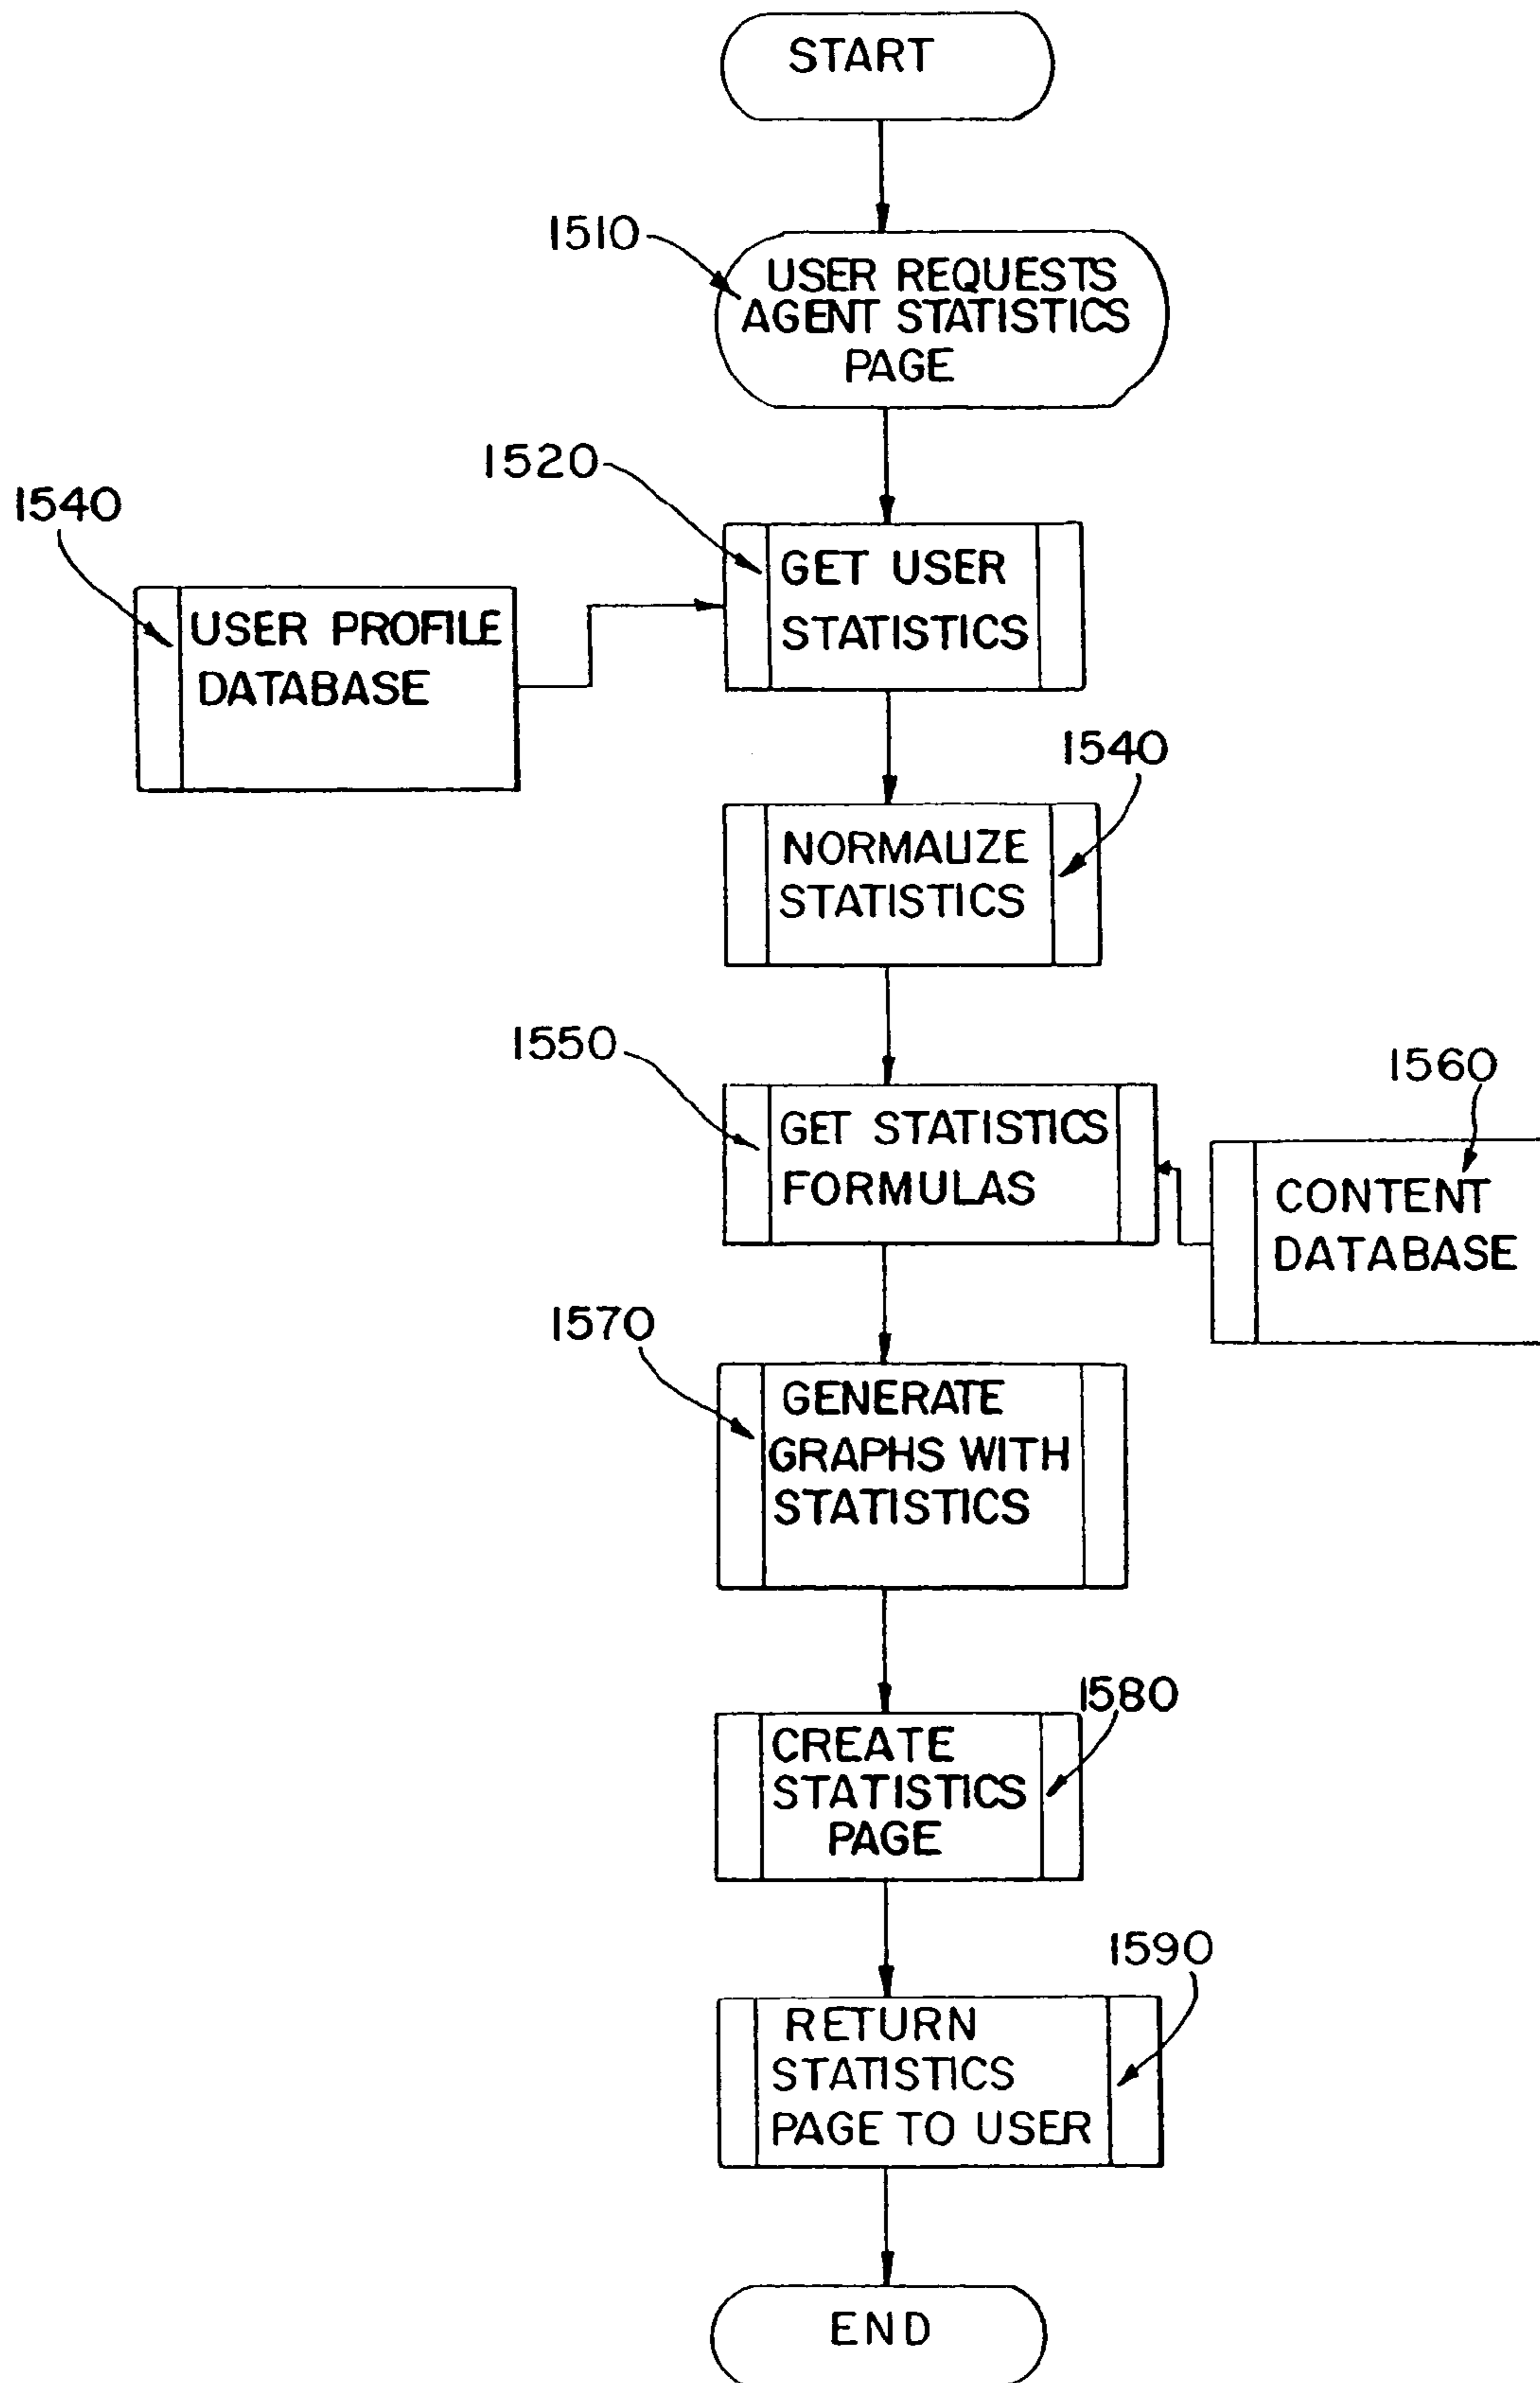 START
1510
USER REQUESTS
AGENT STATISTICS
PAGE
1520
GET USER
STATISTICS
1540
USER PROFILE
DATABASE
1540
NORMALIZE
STATISTICS
1550
GET STATISTICS
FORMULAS
1560
CONTENT
DATABASE
1570
GENERATE
GRAPHS WITH
STATISTICS
1580
CREATE
STATISTICS
PAGE
1590
RETURN
STATISTICS
PAGE TO USER
END